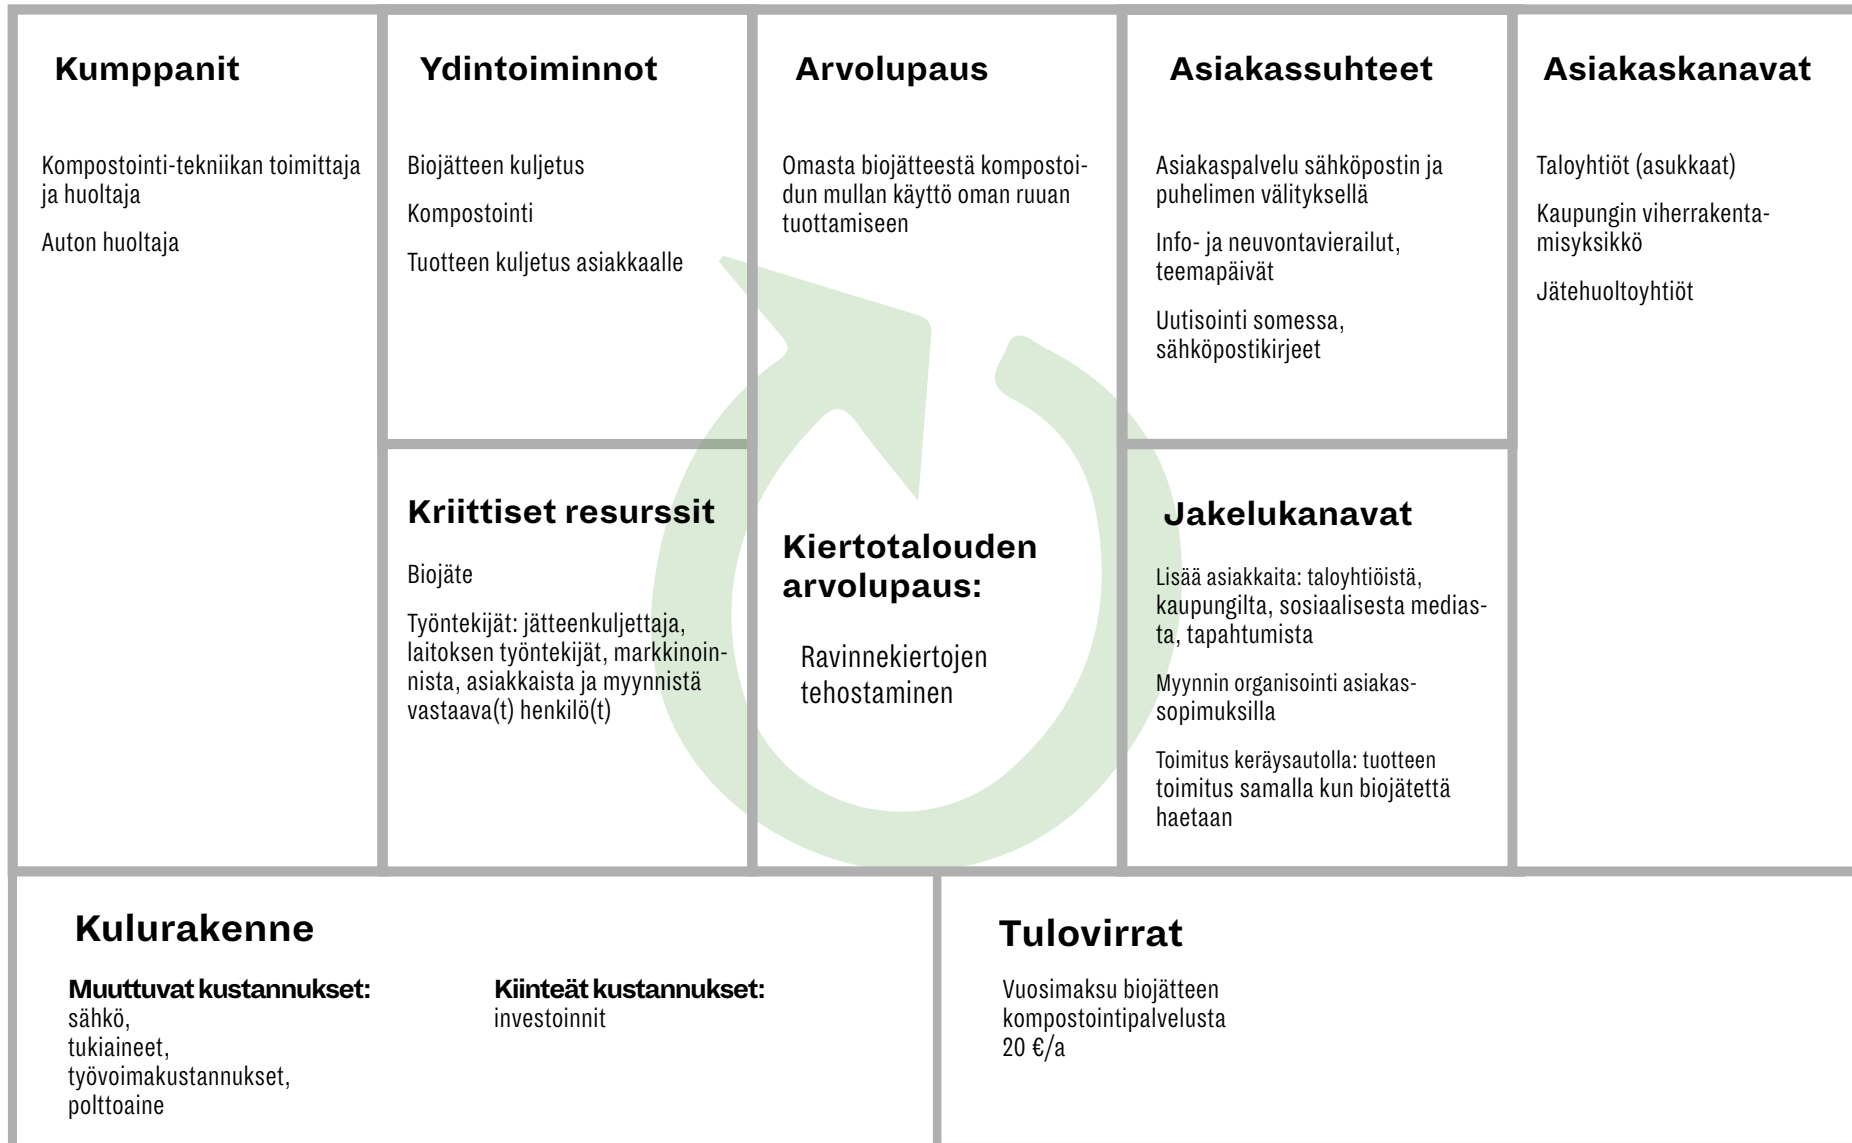 Kumppanit
Kompostointi-tekniikan toimittaja
ja huoltaja
Auton huoltaja
Ydintoiminnot
Biojätteen kuljetus
Kompostointi
Tuotteen kuljetus asiakkaalle
Kriittiset resurssit
Biojäte
Työntekijät: jätteenkuljettaja,
laitoksen työntekijät, markkinoin-
nista, asiakkaista ja myynnistä
vastaava(t) henkilö(t)
Arvolupaus
Omasta biojätteestä kompostoi-
dun mullan käyttö oman ruuan
tuottamiseen
Kiertotalouden
arvolupaus:
Ravinnekiertojen
tehostaminen
Asiakassuhteet
Asiakaspalvelu sähköpostin ja
puhelimen välityksellä
Info- ja neuvontavierailut,
teemapäivät
Uutisointi somessa,
sähköpostikirjeet
Jakelukanavat
Lisää asiakkaita: taloyhtiöistä,
kaupungilta, sosiaalisesta medias-
ta, tapahtumista
Myynnin organisointi asiakas-
sopimuksilla
Toimitus keräysautolla: tuotteen
toimitus samalla kun biojätettä
haetaan
Asiakaskanavat
Taloyhtiöt (asukkaat)
Kaupungin viherrakenta-
misyksikkö
Jätehuoltoyhtiöt
Kulurakenne
Muuttuvat kustannukset:
sähkö,
tukiaineet,
työvoimakustannukset,
polttoaine
Kiinteät kustannukset:
investoinnit
Tulovirrat
Vuosimaksu biojätteen
kompostointipalvelusta
20 €/a